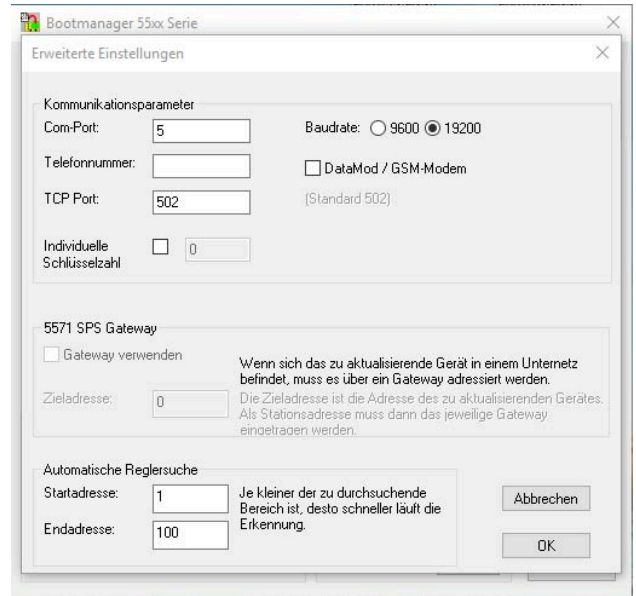 Bootmanager 55xx Serie
Erweiterte Einstellungen
Kommunikationsparameter
Com-Port: 5 Baudrate: 9600 19200
Telefonnummer: DataMod / GSM-Modem
TCP Port: 502 (Standard 502)
Individuelle
Schlüsselzahl 0
5571 SPS Gateway
Gateway verwenden
Wenn sich das zu aktualisierende Gerät in einem Unternetz
befindet, muss es über ein Gateway adressiert werden.
Zieladresse: 0 Die Zieladresse ist die Adresse des zu aktualisierenden Gerätes.
Als Stationsadresse muss dann das jeweilige Gateway
eingetragen werden.
Automatische Reglersuche
Startadresse: 1 Je kleiner der zu durchsuchende
Bereich ist, desto schneller läuft die
Endadresse: 100 Erkennung.
Abbrechen
OK